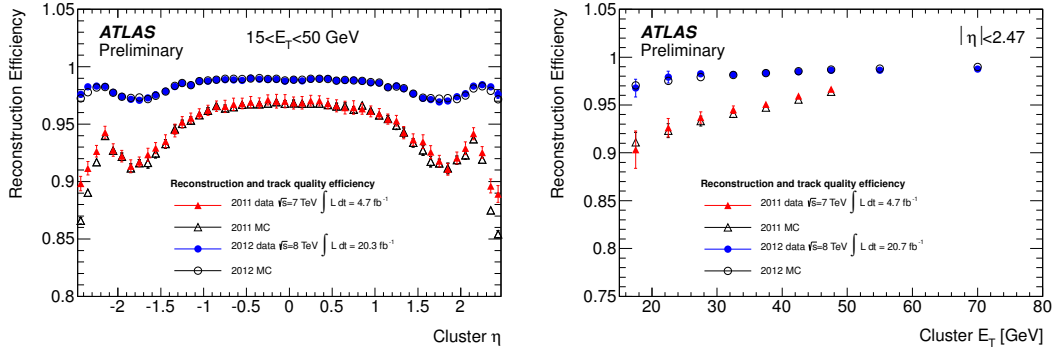 Reconstruction Efficiency
1.05
1
0.95
0.9
0.85
0.8
ATLAS
Preliminary
15<E_T<50 GeV
Reconstruction and track quality efficiency
2011 data √s=7 TeV ∫ L dt = 4.7 fb⁻¹
2011 MC
2012 data √s=8 TeV ∫ L dt = 20.3 fb⁻¹
2012 MC
-2 -1.5 -1 -0.5 0 0.5 1 1.5 2
Cluster η
Reconstruction Efficiency
1.05
1
0.95
0.9
0.85
0.8
0.75
ATLAS
Preliminary
|η|<2.47
Reconstruction and track quality efficiency
2011 data √s=7 TeV ∫ L dt = 4.7 fb⁻¹
2011 MC
2012 data √s=8 TeV ∫ L dt = 20.7 fb⁻¹
2012 MC
20 30 40 50 60 70 80
Cluster E_T [GeV]